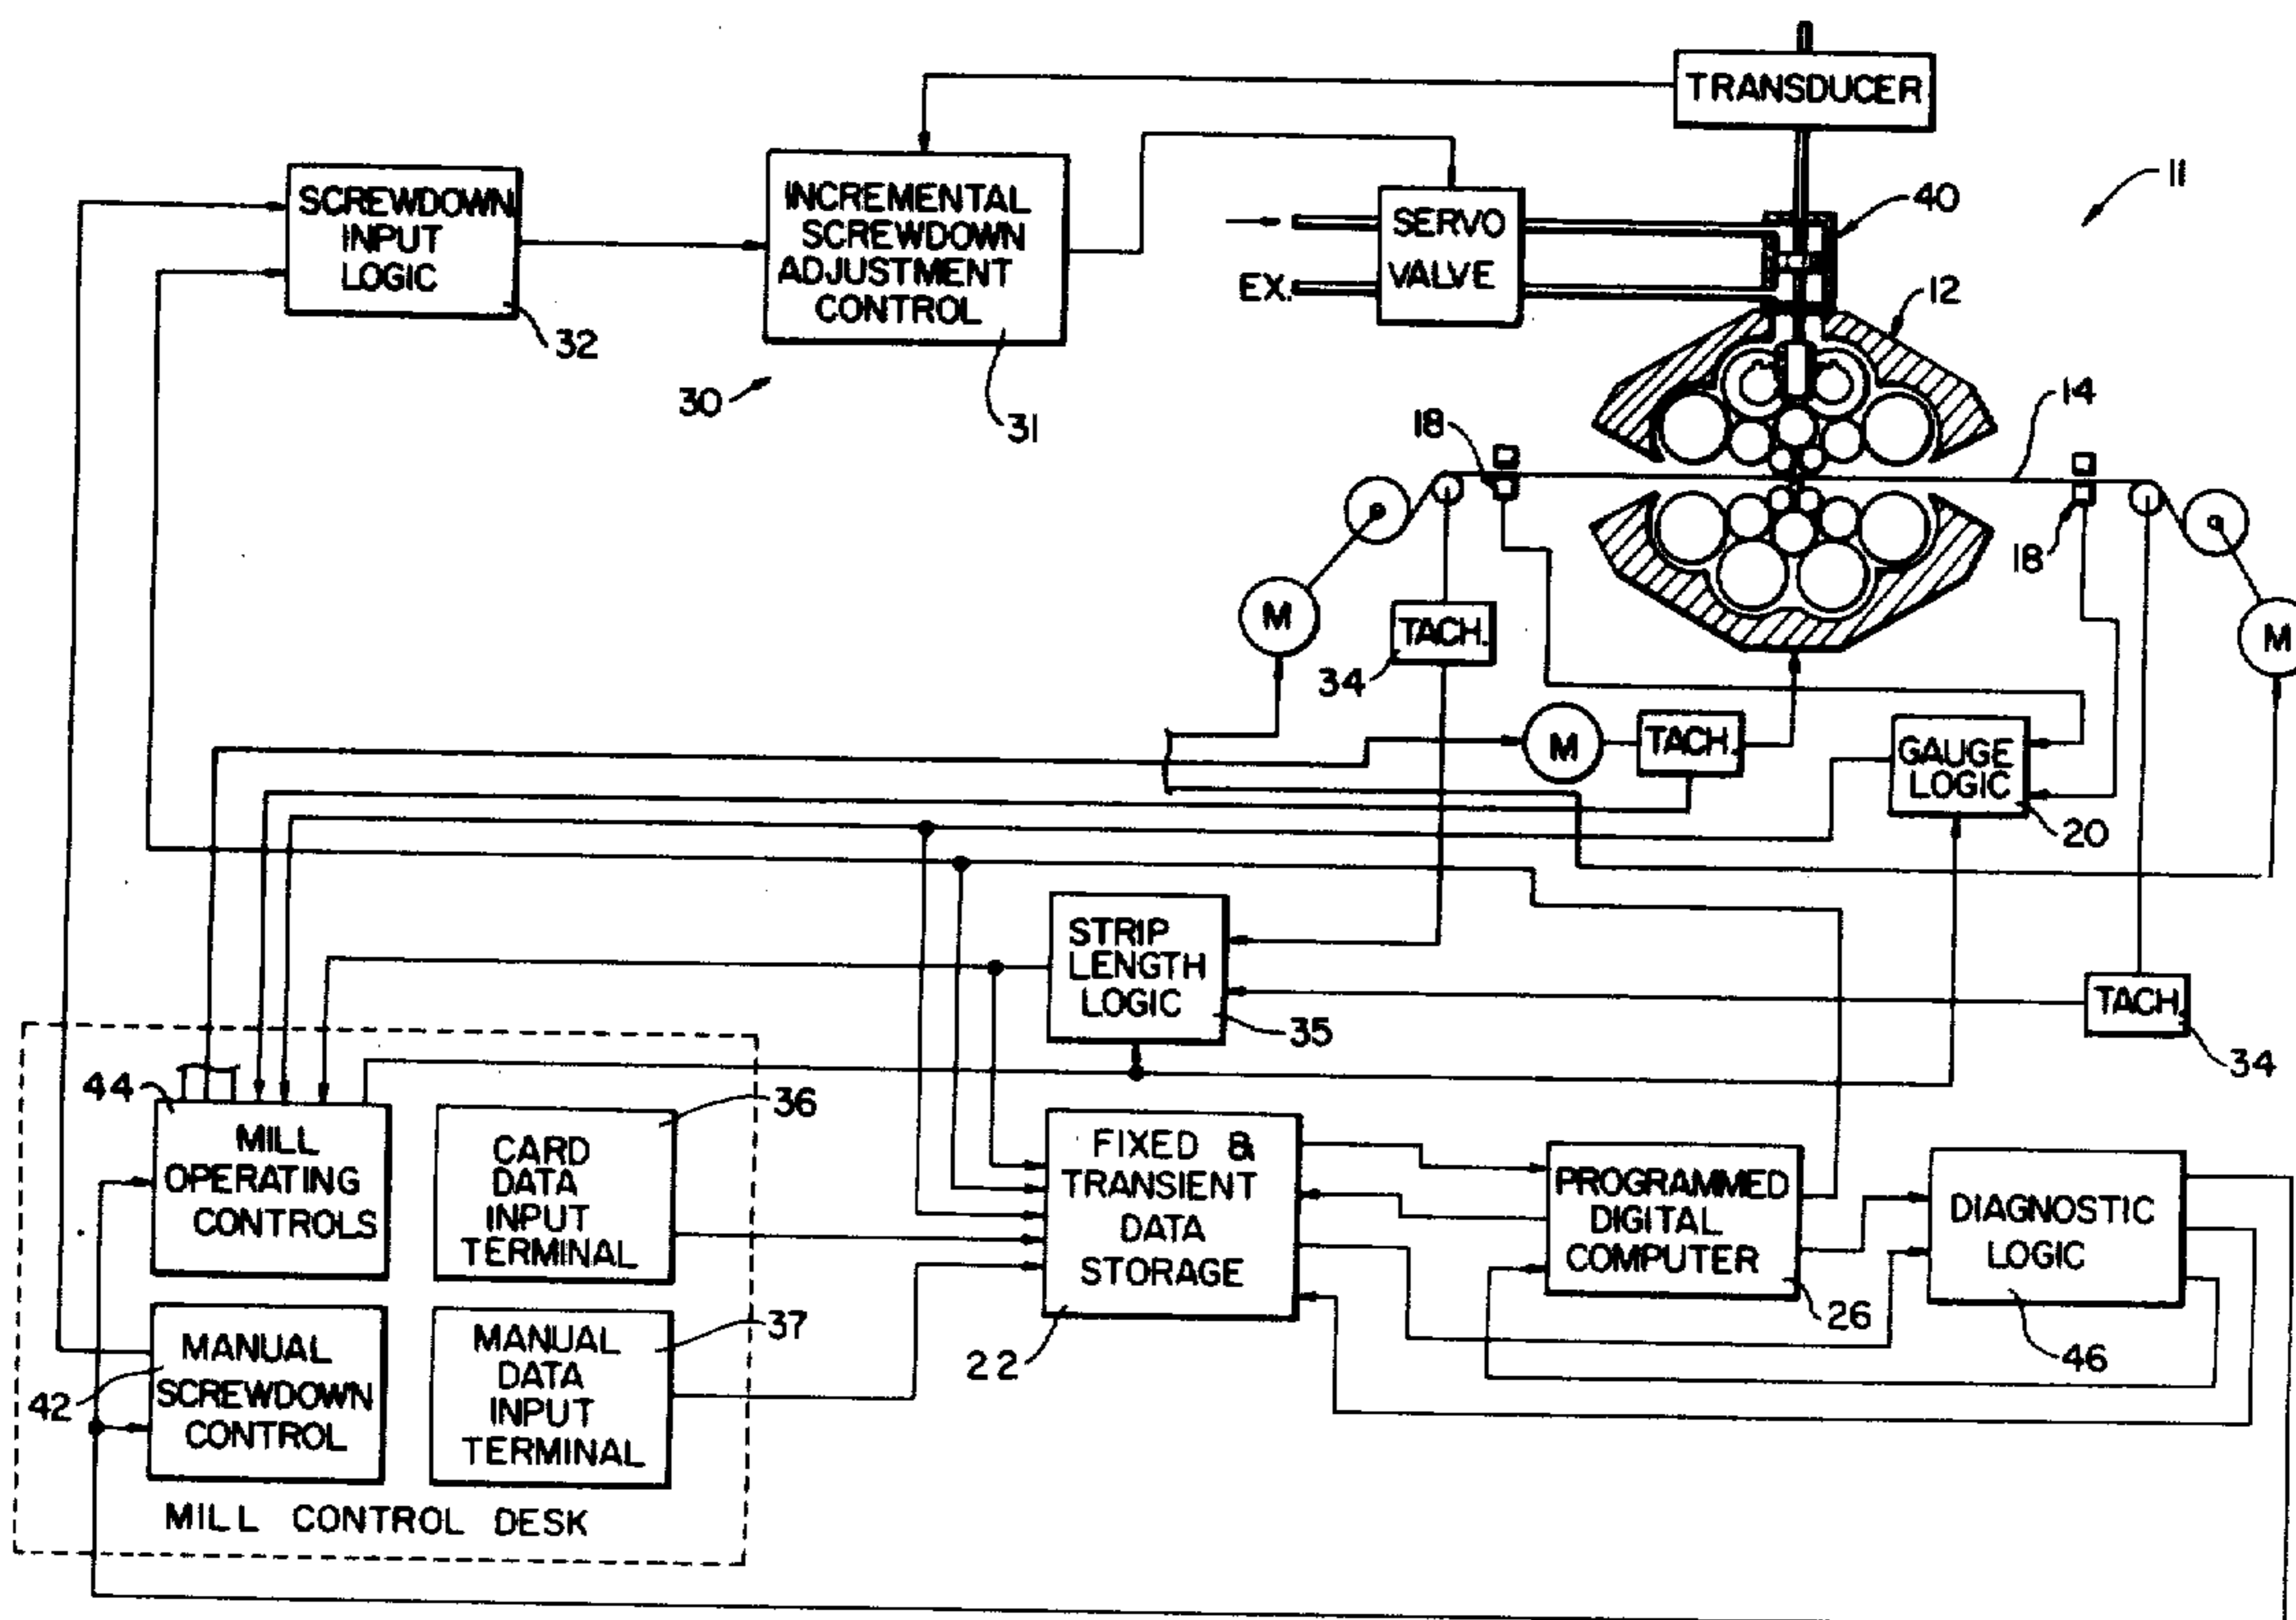 TRANSDUCER
11
SCREWDOWN
INPUT
LOGIC
32
INCREMENTAL
SCREWDOWN
ADJUSTMENT
CONTROL
31
30
SERVO
VALVE
EX.
40
12
14
18
18
M
TACH.
34
M
TACH.
M
GAUGE
LOGIC
20
STRIP
LENGTH
LOGIC
35
TACH.
34
44
MILL
OPERATING
CONTROLS
36
CARD
DATA
INPUT
TERMINAL
FIXED &
TRANSIENT
DATA
STORAGE
22
PROGRAMMED
DIGITAL
COMPUTER
26
DIAGNOSTIC
LOGIC
46
42
MANUAL
SCREWDOWN
CONTROL
37
MANUAL
DATA
INPUT
TERMINAL
MILL CONTROL DESK